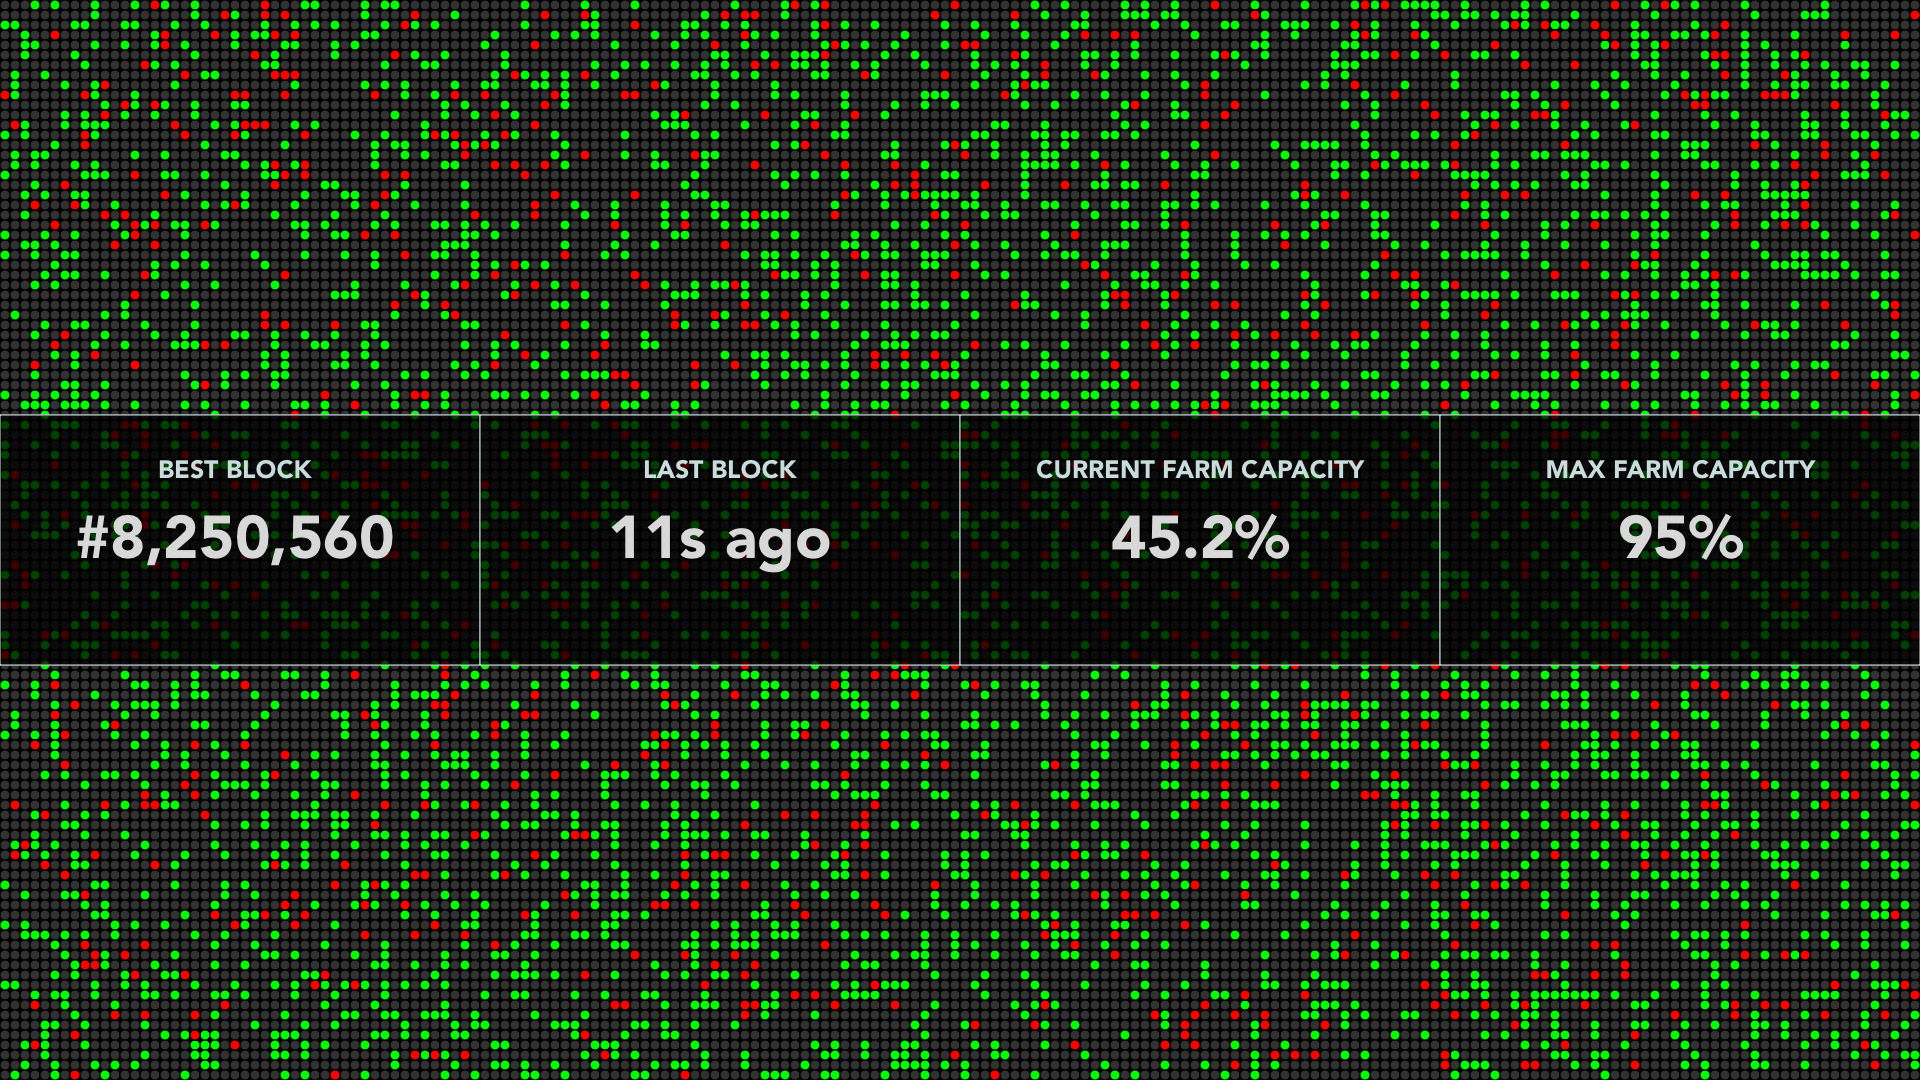 BEST BLOCK
#8,250,560
LAST BLOCK
11s ago
CURRENT FARM CAPACITY
45.2%
MAX FARM CAPACITY
95%